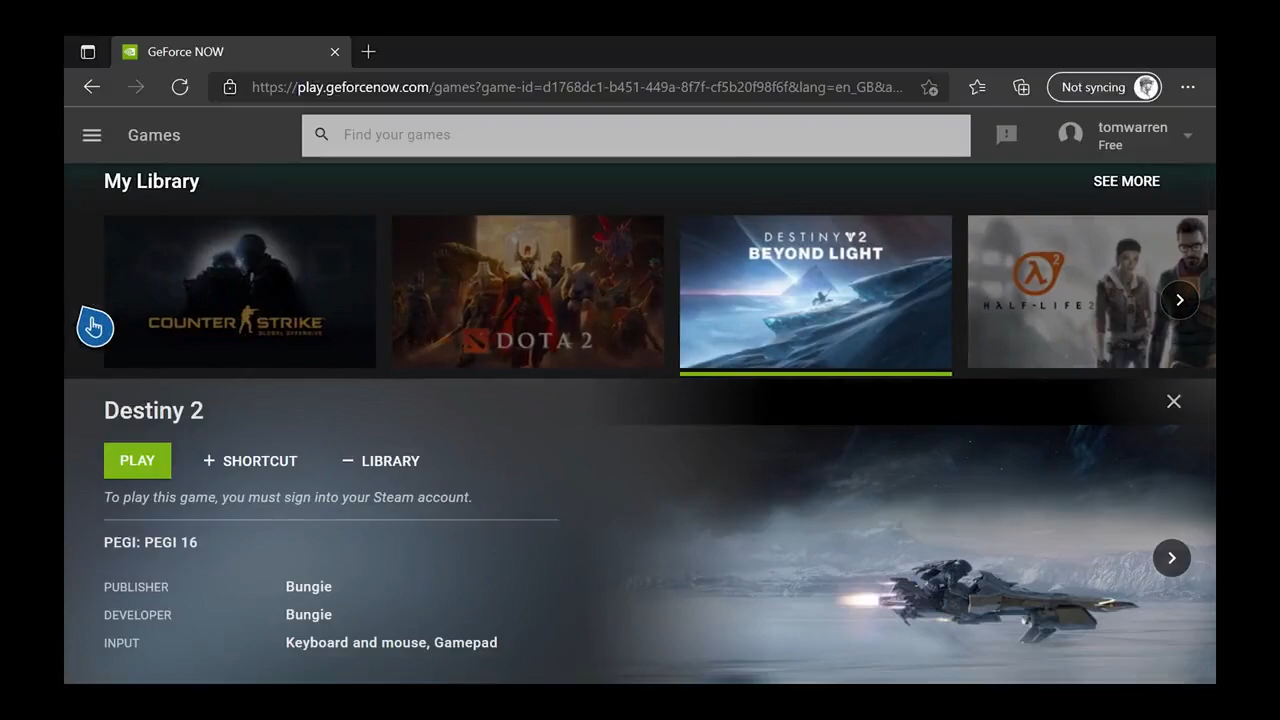 GeForce NOW
https://play.geforcenow.com/games?game-id=d1768dc1-b451-449a-8f7f-cf5b20f98f6f&lang=en_GB&a...
Not syncing
Games
Find your games
tomwarren
Free
My Library
SEE MORE
COUNTER STRIKE
GLOBAL OFFENSIVE
DOTA 2
DESTINY 2
BEYOND LIGHT
2
HALF-LIFE 2
Destiny 2
PLAY
+ SHORTCUT
− LIBRARY
To play this game, you must sign into your Steam account.
PEGI: PEGI 16
PUBLISHER Bungie
DEVELOPER Bungie
INPUT Keyboard and mouse, Gamepad